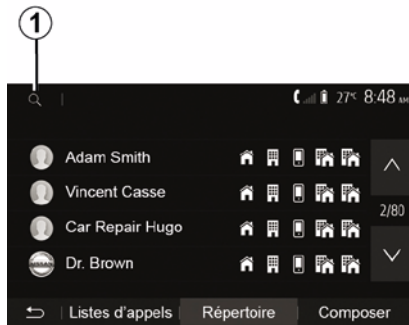 1
27°C 8:48 AM
Adam Smith
Vincent Casse
Car Repair Hugo
2/80
Dr. Brown
Listes d'appels Répertoire Composer